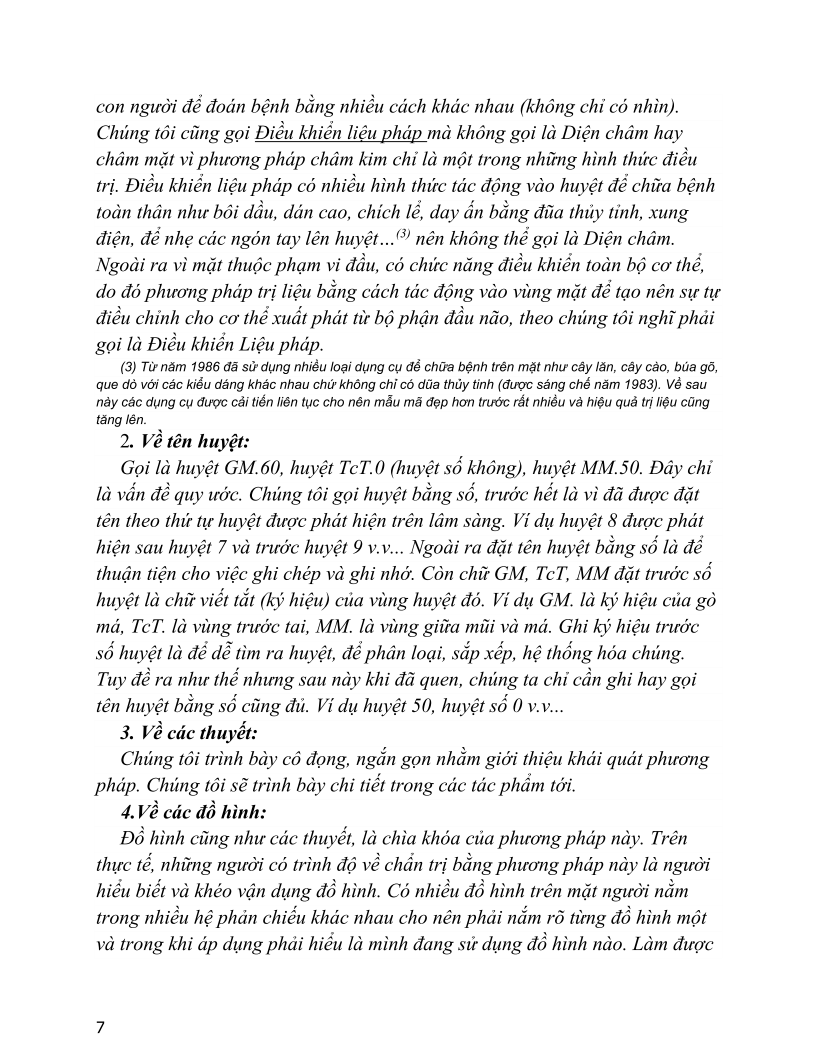 con người để đoán bệnh bằng nhiều cách khác nhau (không chỉ có nhìn).
Chúng tôi cũng gọi Điều khiển liệu pháp mà không gọi là Diện châm hay
châm mặt vì phương pháp châm kim chỉ là một trong những hình thức điều
trị. Điều khiển liệu pháp có nhiều hình thức tác động vào huyệt để chữa bệnh
toàn thân như bôi dầu, dán cao, chích lể, day ấn bằng đũa thủy tỉnh, xung
điện, để nhẹ các ngón tay lên huyệt…(3) nên không thể gọi là Diện châm.
Ngoài ra vì mặt thuộc phạm vi đầu, có chức năng điều khiển toàn bộ cơ thể,
do đó phương pháp trị liệu bằng cách tác động vào vùng mặt để tạo nên sự tự
điều chỉnh cho cơ thể xuất phát từ bộ phận đầu não, theo chúng tôi nghĩ phải
gọi là Điều khiển Liệu pháp.
(3) Từ năm 1986 đã sử dụng nhiều loại dụng cụ để chữa bệnh trên mặt như cây lăn, cây cào, búa gõ,
que dò với các kiểu dáng khác nhau chứ không chỉ có dũa thủy tinh (được sáng chế năm 1983). Về sau
này các dụng cụ được cải tiến liên tục cho nên mẫu mã đẹp hơn trước rất nhiều và hiệu quả trị liệu cũng
tăng lên.
2. Về tên huyệt:
Gọi là huyệt GM.60, huyệt TcT.0 (huyệt số không), huyệt MM.50. Đây chỉ
là vấn đề quy ước. Chúng tôi gọi huyệt bằng số, trước hết là vì đã được đặt
tên theo thứ tự huyệt được phát hiện trên lâm sàng. Ví dụ huyệt 8 được phát
hiện sau huyệt 7 và trước huyệt 9 v.v... Ngoài ra đặt tên huyệt bằng số là để
thuận tiện cho việc ghi chép và ghi nhớ. Còn chữ GM, TcT, MM đặt trước số
huyệt là chữ viết tắt (ký hiệu) của vùng huyệt đó. Ví dụ GM. là ký hiệu của gò
má, TcT. là vùng trước tai, MM. là vùng giữa mũi và má. Ghi ký hiệu trước
số huyệt là để dễ tìm ra huyệt, để phân loại, sắp xếp, hệ thống hóa chúng.
Tuy đề ra như thế nhưng sau này khi đã quen, chúng ta chỉ cần ghi hay gọi
tên huyệt bằng số cũng đủ. Ví dụ huyệt 50, huyệt số 0 v.v...
3. Về các thuyết:
Chúng tôi trình bày cô đọng, ngắn gọn nhằm giới thiệu khái quát phương
pháp. Chúng tôi sẽ trình bày chi tiết trong các tác phẩm tới.
4.Về các đồ hình:
Đồ hình cũng như các thuyết, là chìa khóa của phương pháp này. Trên
thực tế, những người có trình độ về chẩn trị bằng phương pháp này là người
hiểu biết và khéo vận dụng đồ hình. Có nhiều đồ hình trên mặt người nằm
trong nhiều hệ phản chiếu khác nhau cho nên phải nắm rõ từng đồ hình một
và trong khi áp dụng phải hiểu là mình đang sử dụng đồ hình nào. Làm được
7